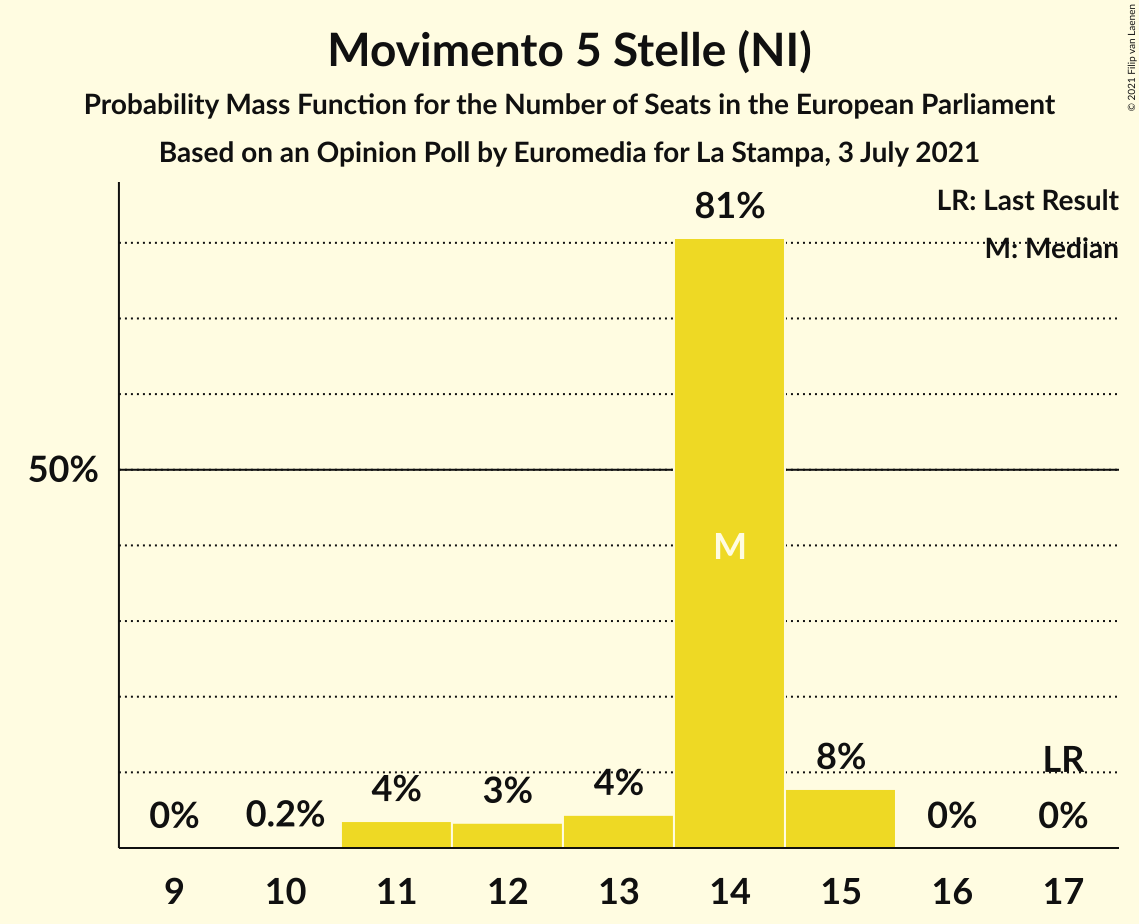 Movimento 5 Stelle (NI)
Probability Mass Function for the Number of Seats in the European Parliament
Based on an Opinion Poll by Euromedia for La Stampa, 3 July 2021
© 2021 Filip van Laenen
LR: Last Result
M: Median
81%
50%
M
8%
LR
4%
3%
4%
0%
0.2%
0%
0%
9 10 11 12 13 14 15 16 17